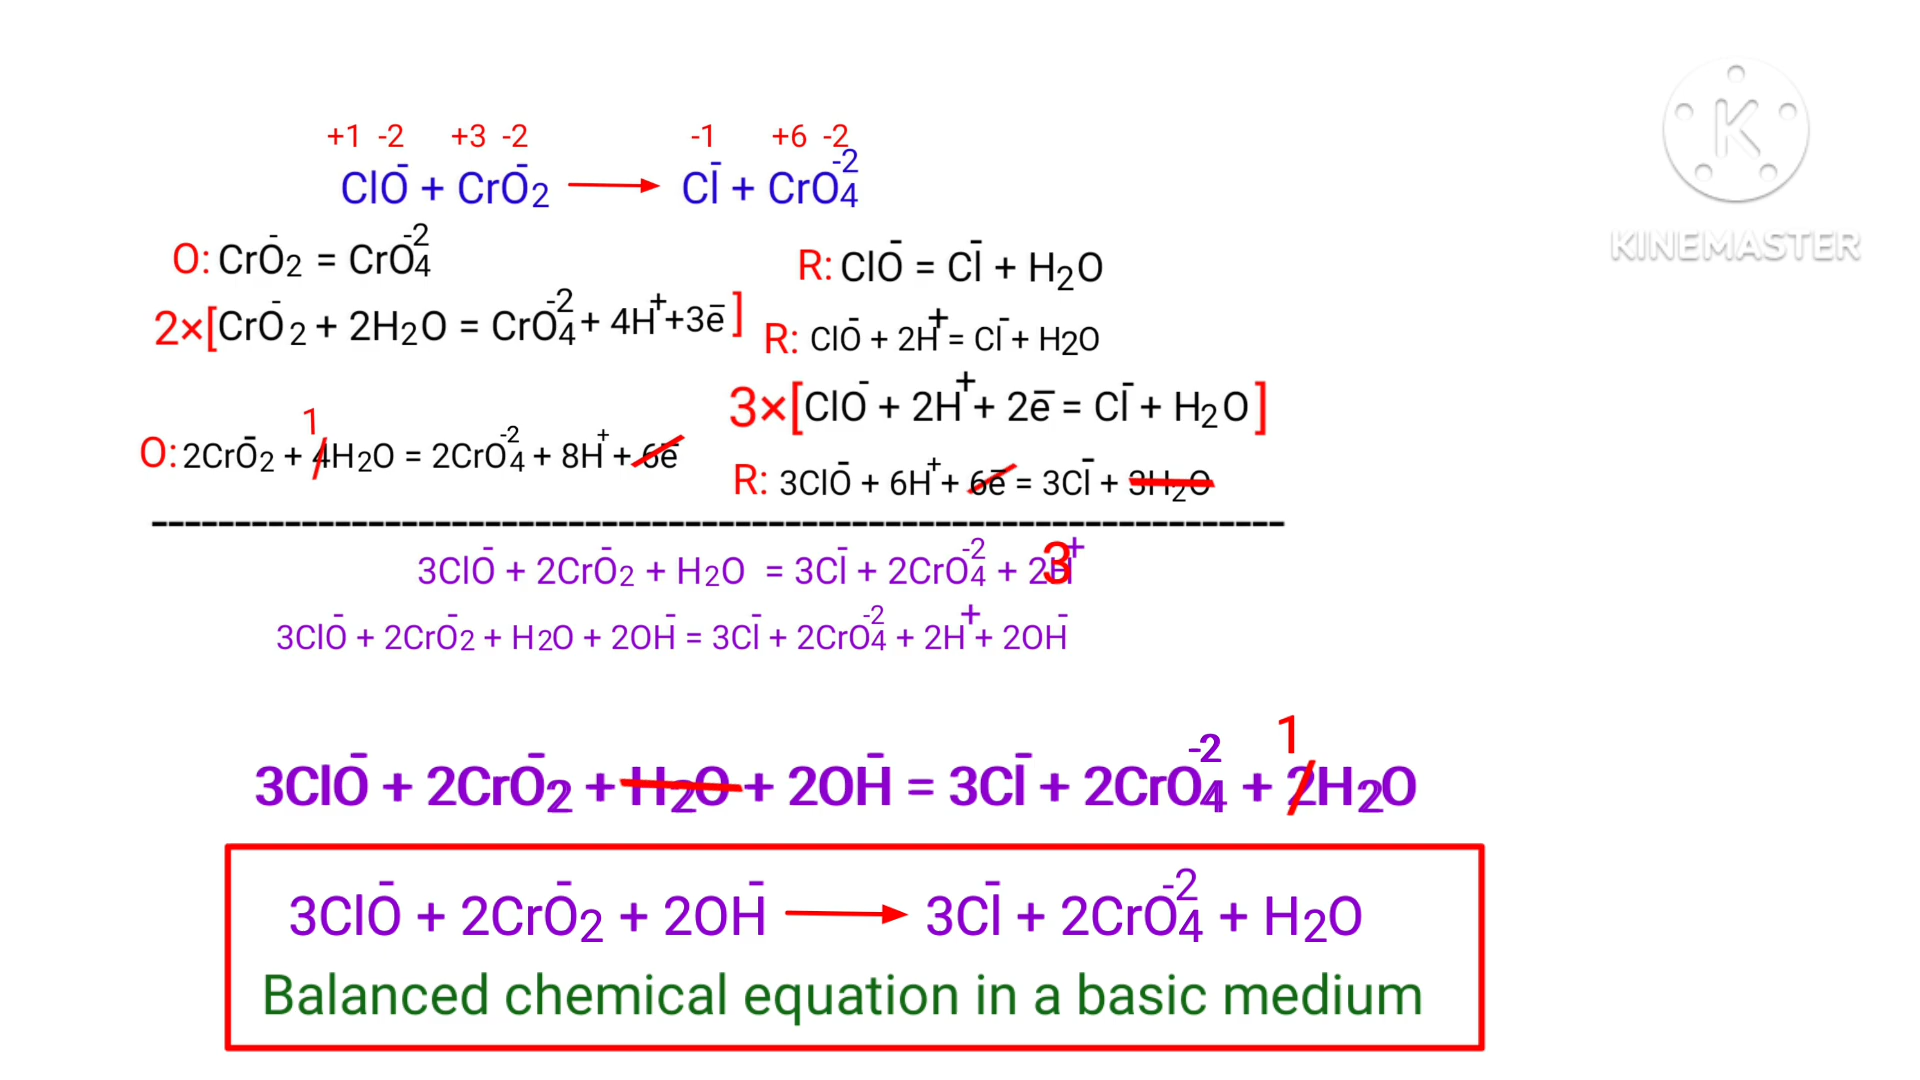 +1 -2 +3 -2 -1 +6 -2
ClO⁻ + CrO₂⁻ → Cl⁻ + CrO₄⁻²
O: CrO₂⁻ = CrO₄⁻²
R: ClO⁻ = Cl⁻ + H₂O
2×[CrO₂⁻ + 2H₂O = CrO₄⁻² + 4H⁺ + 3e⁻]
R: ClO⁻ + 2H⁺ = Cl⁻ + H₂O
3×[ClO⁻ + 2H⁺ + 2e⁻ = Cl⁻ + H₂O]
1
O: 2CrO₂⁻ + 4H₂O = 2CrO₄⁻² + 8H⁺ + 6e⁻
R: 3ClO⁻ + 6H⁺ + 6e⁻ = 3Cl⁻ + 3H₂O
3ClO⁻ + 2CrO₂⁻ + H₂O = 3Cl⁻ + 2CrO₄⁻² + 2H⁺
3
3ClO⁻ + 2CrO₂⁻ + H₂O + 2OH⁻ = 3Cl⁻ + 2CrO₄⁻² + 2H⁺ + 2OH⁻
1
3ClO⁻ + 2CrO₂⁻ + H₂O + 2OH⁻ = 3Cl⁻ + 2CrO₄⁻² + 2H₂O
3ClO⁻ + 2CrO₂⁻ + 2OH⁻ → 3Cl⁻ + 2CrO₄⁻² + H₂O
Balanced chemical equation in a basic medium
K
KINEMASTER